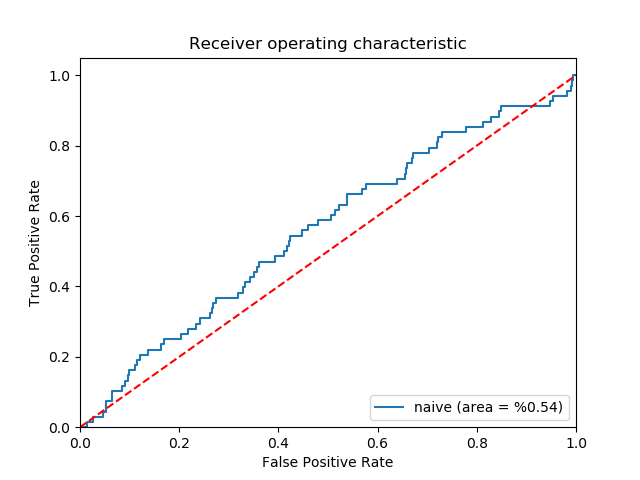 Receiver operating characteristic
1.0
0.8
0.6
0.4
0.2
0.0
True Positive Rate
0.0 0.2 0.4 0.6 0.8 1.0
False Positive Rate
naive (area = %0.54)